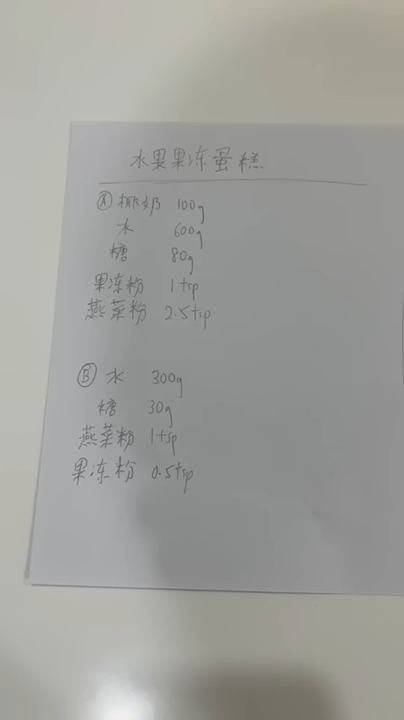 水果果冻蛋糕
Ⓐ 椰奶 100g
水 600g
糖 80g
果冻粉 1tsp
燕菜粉 2.5tsp
Ⓑ 水 300g
糖 30g
燕菜粉 1tsp
果冻粉 0.5tsp